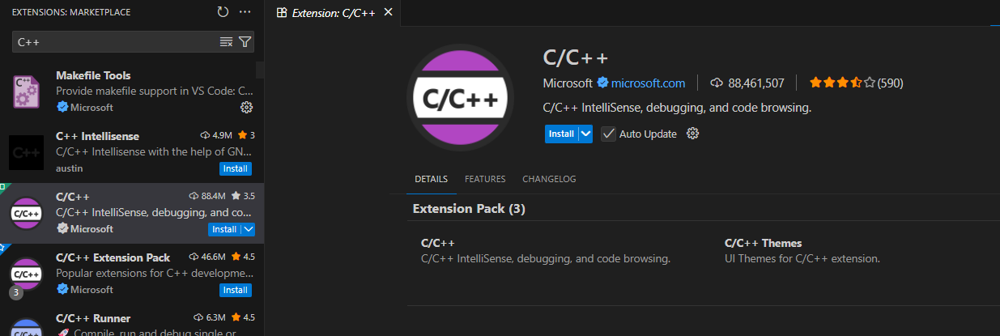 EXTENSIONS: MARKETPLACE
C++
C++
Makefile Tools
Provide makefile support in VS Code: C...
Microsoft
C++
C++ Intellisense 4.9M 3
C/C++ Intellisense with the help of GN...
austin Install
C/C++ 88.4M 3.5
C/C++ C/C++ IntelliSense, debugging, and co...
Microsoft Install
C/C++ Extension Pack 46.6M 4.5
C/C++ Popular extensions for C++ developme...
3 Microsoft Install
C/C++ Runner 6.3M 4.5
C/C++ 🚀 Compile, run and debug single or
Extension: C/C++
C/C++
C/C++
Microsoft microsoft.com 88,461,507 (590)
C/C++ IntelliSense, debugging, and code browsing.
Install Auto Update
DETAILS FEATURES CHANGELOG
Extension Pack (3)
C/C++ C/C++ Themes
C/C++ IntelliSense, debugging, and code browsing. UI Themes for C/C++ extension.